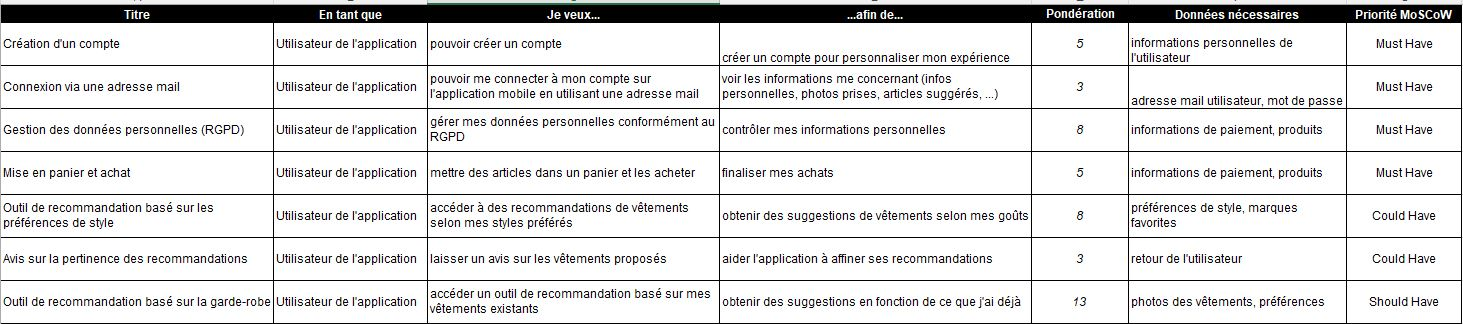 Titre En tant que Je veux... ...afin de... Pondération Données nécessaires Priorité MoSCoW
Création d'un compte Utilisateur de l'application pouvoir créer un compte créer un compte pour personnaliser mon expérience 5 informations personnelles de
l'utilisateur Must Have
Connexion via une adresse mail Utilisateur de l'application pouvoir me connecter à mon compte sur
l'application mobile en utilisant une adresse mail voir les informations me concernant (infos
personnelles, photos prises, articles suggérés, ...) 3 adresse mail utilisateur, mot de passe Must Have
Gestion des données personnelles (RGPD) Utilisateur de l'application gérer mes données personnelles conformément au
RGPD contrôler mes informations personnelles 8 informations de paiement, produits Must Have
Mise en panier et achat Utilisateur de l'application mettre des articles dans un panier et les acheter finaliser mes achats 5 informations de paiement, produits Must Have
Outil de recommandation basé sur les
préférences de style Utilisateur de l'application accéder à des recommandations de vêtements
selon mes styles préférés obtenir des suggestions de vêtements selon mes goûts 8 préférences de style, marques
favorites Could Have
Avis sur la pertinence des recommandations Utilisateur de l'application laisser un avis sur les vêtements proposés aider l'application à affiner ses recommandations 3 retour de l'utilisateur Could Have
Outil de recommandation basé sur la garde-robe Utilisateur de l'application accéder un outil de recommandation basé sur mes
vêtements existants obtenir des suggestions en fonction de ce que j'ai déjà 13 photos des vêtements, préférences Should Have